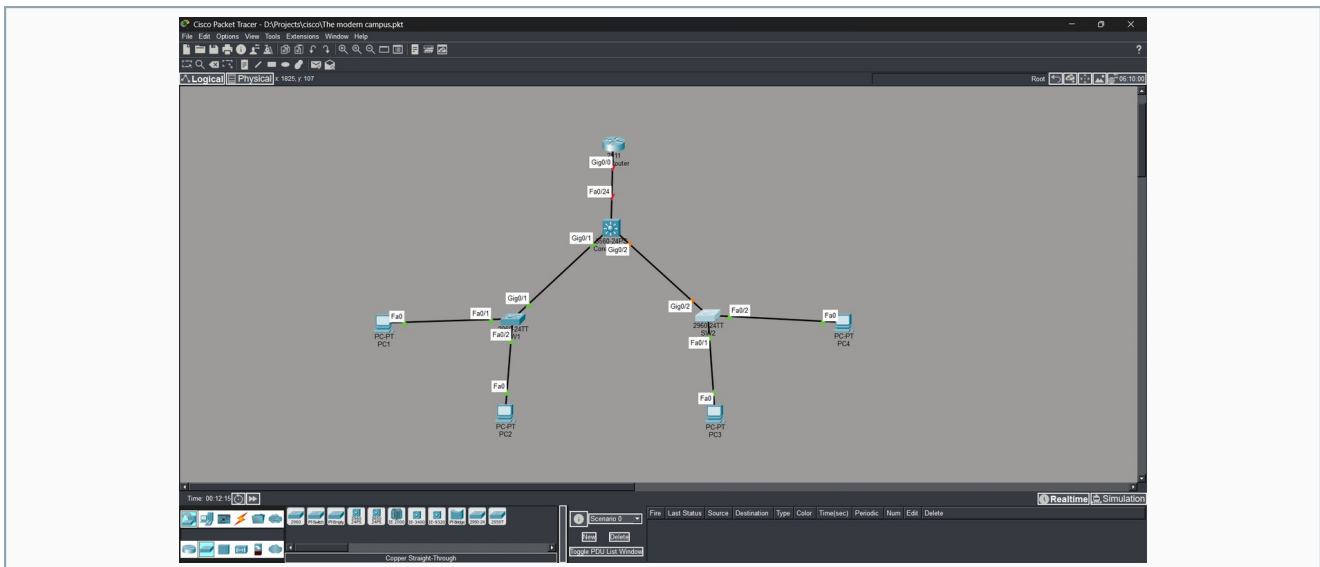 Cisco Packet Tracer - D:\Projects\cisco\The modern campus.pkt
File Edit Options View Tools Extensions Window Help
?
Logical Physical x: 1825, y: 107
Root
06:10:00
Gig0/0
Fa0/24
Gig0/1
Gig0/2
Gig0/1
Gig0/2
Fa0
Fa0/1
Fa0/2
Fa0
PC-PT
PC1
Fa0/2
2960-24TT
SW2
Fa0/1
PC-PT
PC4
Fa0
Fa0
PC-PT
PC2
PC-PT
PC3
Time: 00:12:15
Realtime Simulation
Scenario 0
Fire Last Status Source Destination Type Color Time(sec) Periodic Num Edit Delete
New Delete
Toggle PDU List Window
Copper Straight-Through